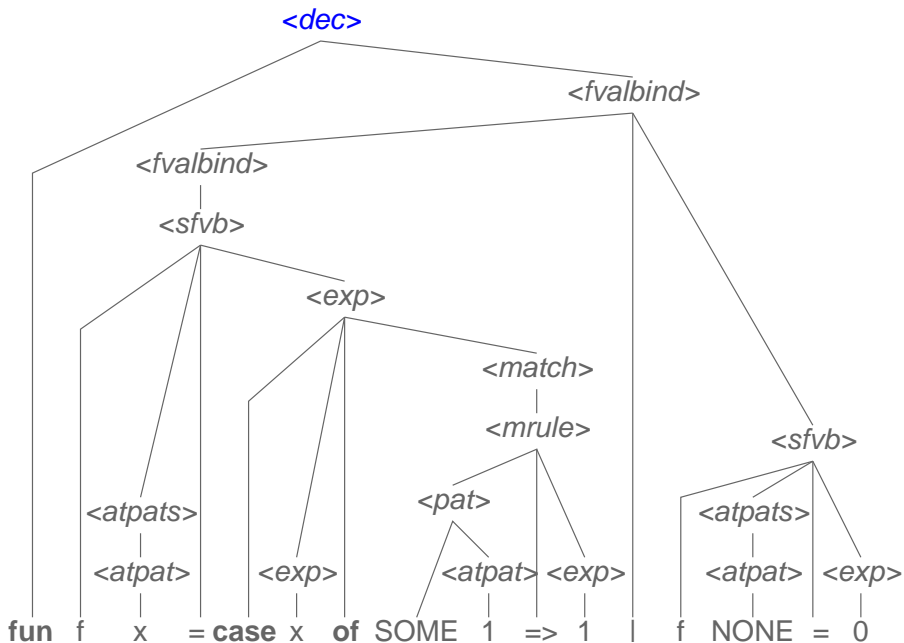 <dec>
<fvalbind>
<fvalbind>
<sfvb>
<exp>
<match>
<mrule> <sfvb>
<atpats> <pat> <atpats>
<atpat> <exp> <atpat> <exp> <atpat> <exp>
fun f x = case x of SOME 1 => 1 | f NONE = 0